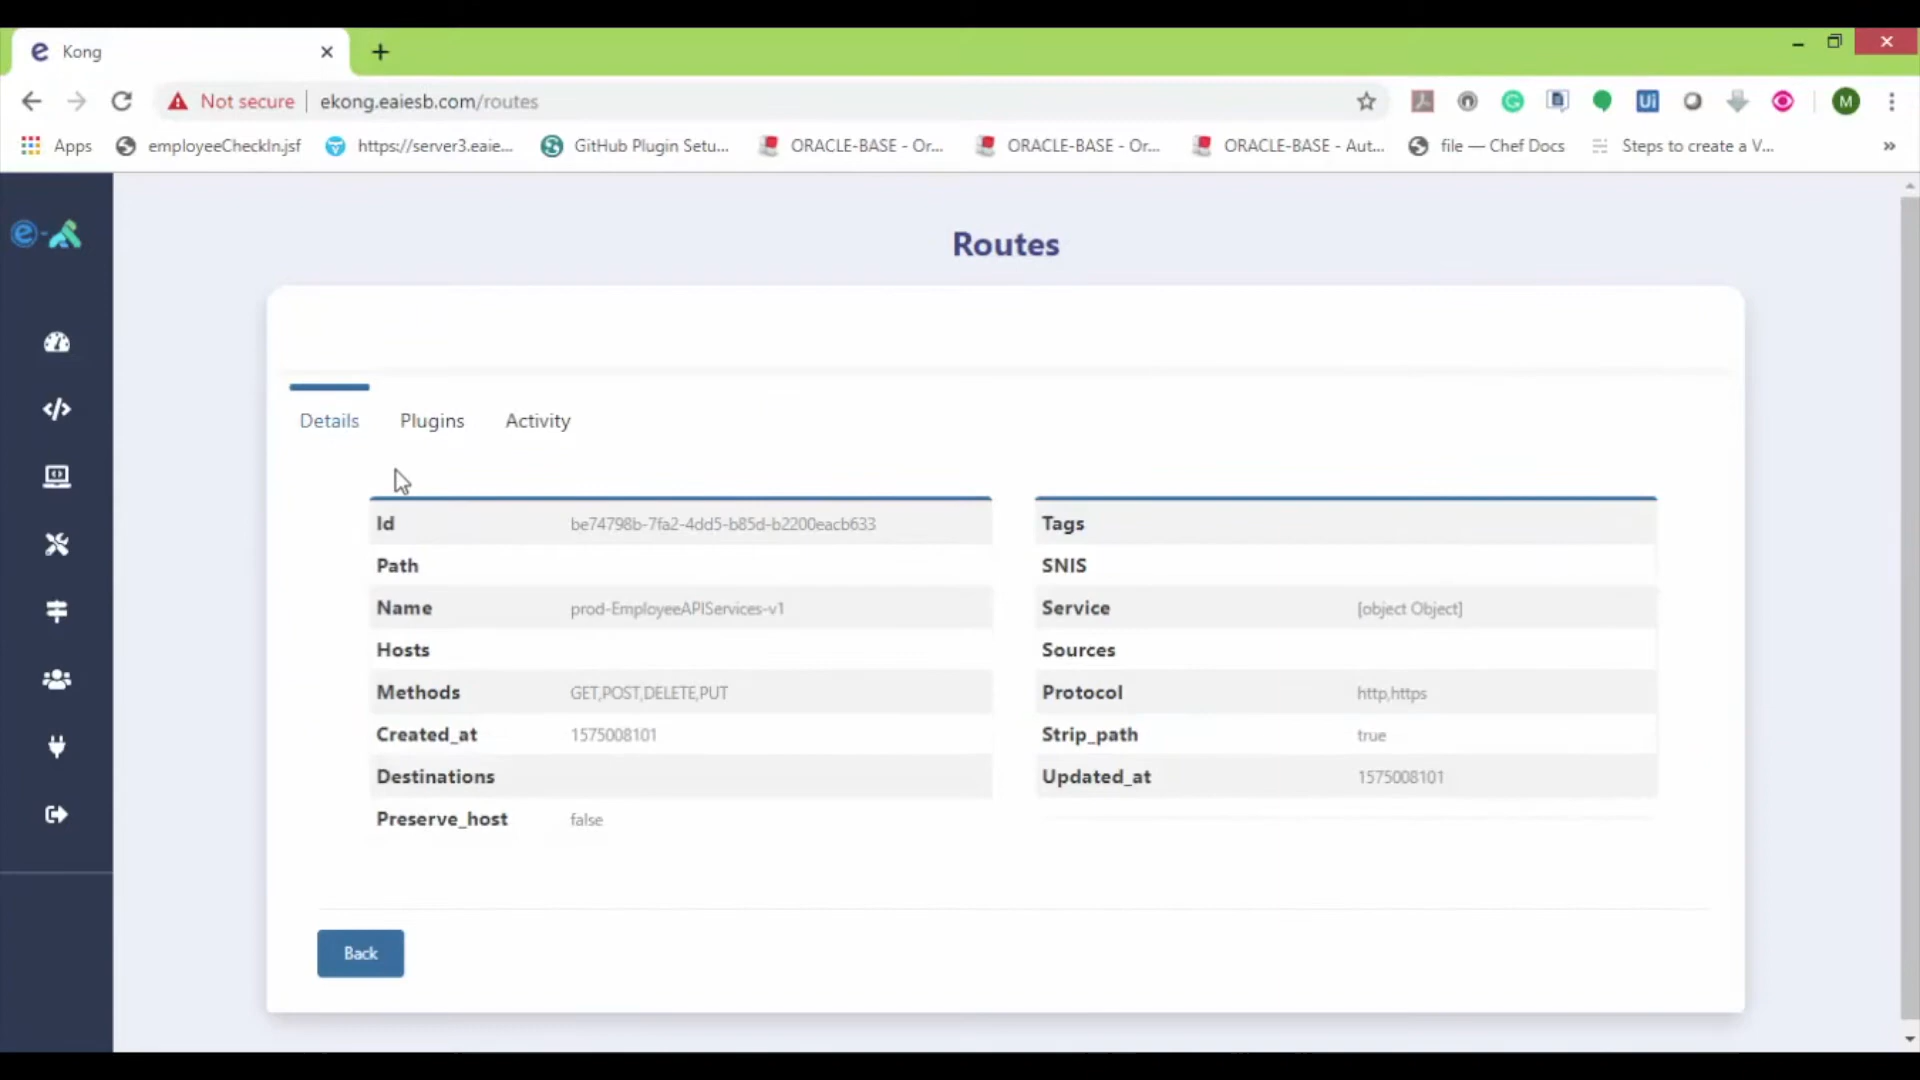 Kong
Not secure
ekong.eaiesb.com/routes
M
Apps
employeeCheckIn.jsf
https://server3.eaie...
GitHub Plugin Setu...
ORACLE-BASE - Or...
ORACLE-BASE - Or...
ORACLE-BASE - Aut...
file — Chef Docs
Steps to create a V...
Routes
Details
Plugins
Activity
Id be74798b-7fa2-4dd5-b85d-b2200eacb633
Path
Name prod-EmployeeAPIServices-v1
Hosts
Methods GET,POST,DELETE,PUT
Created_at 1575008101
Destinations
Preserve_host false
Tags
SNIS
Service [object Object]
Sources
Protocol http,https
Strip_path true
Updated_at 1575008101
Back